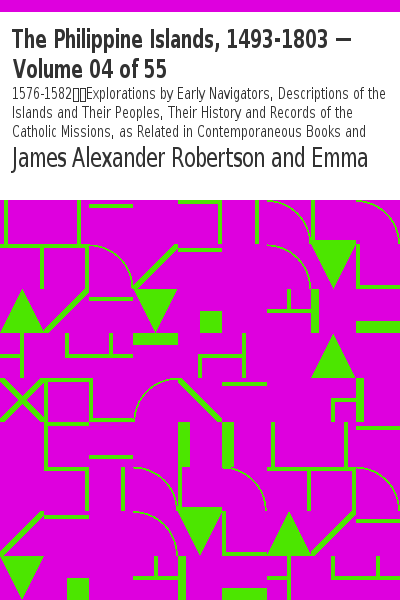 The Philippine Islands, 1493-1803 —
Volume 04 of 55
1576-1582▯▯Explorations by Early Navigators, Descriptions of the
Islands and Their Peoples, Their History and Records of the
Catholic Missions, as Related in Contemporaneous Books and
James Alexander Robertson and Emma